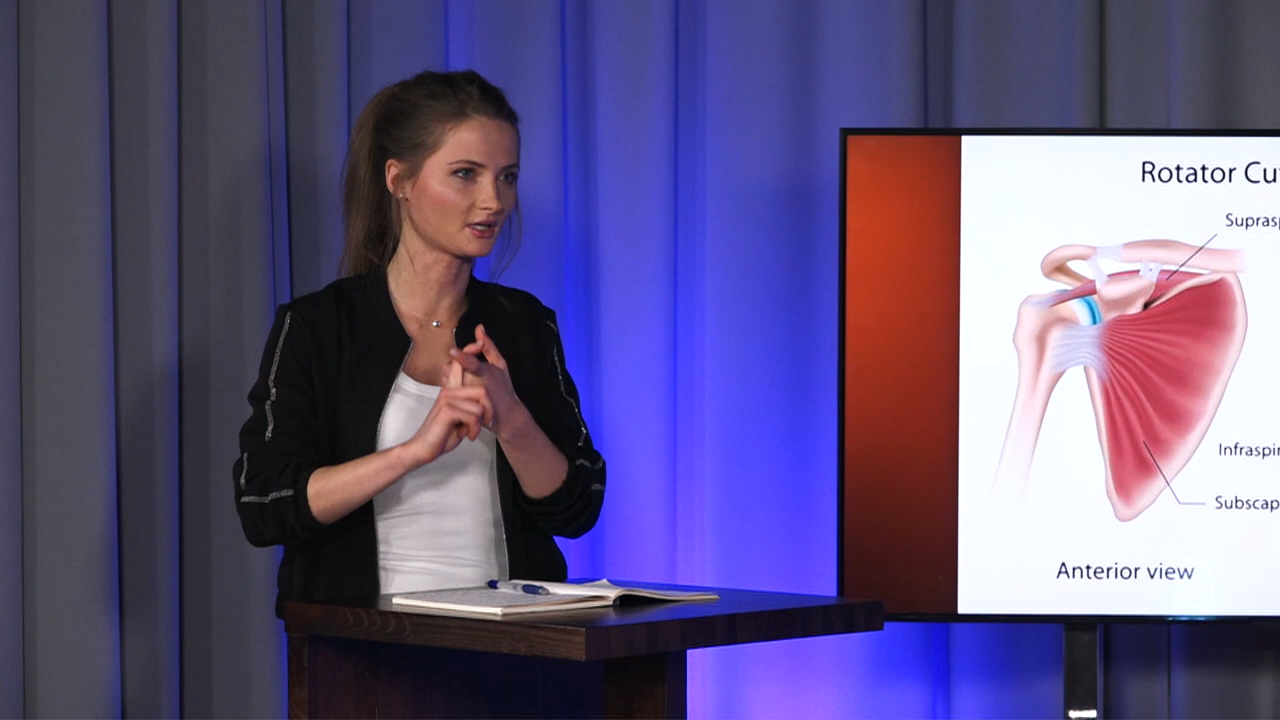 Rotator Cu
Supras
Infraspi
Subscap
Anterior view